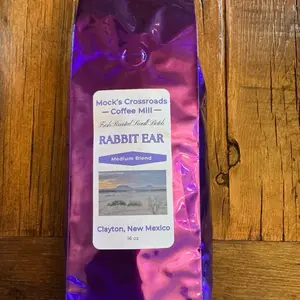 Mock's Crossroads
— Coffee Mill —
Fresh Roasted Small Batch
RABBIT EAR
Medium Blend
Clayton, New Mexico
16 oz